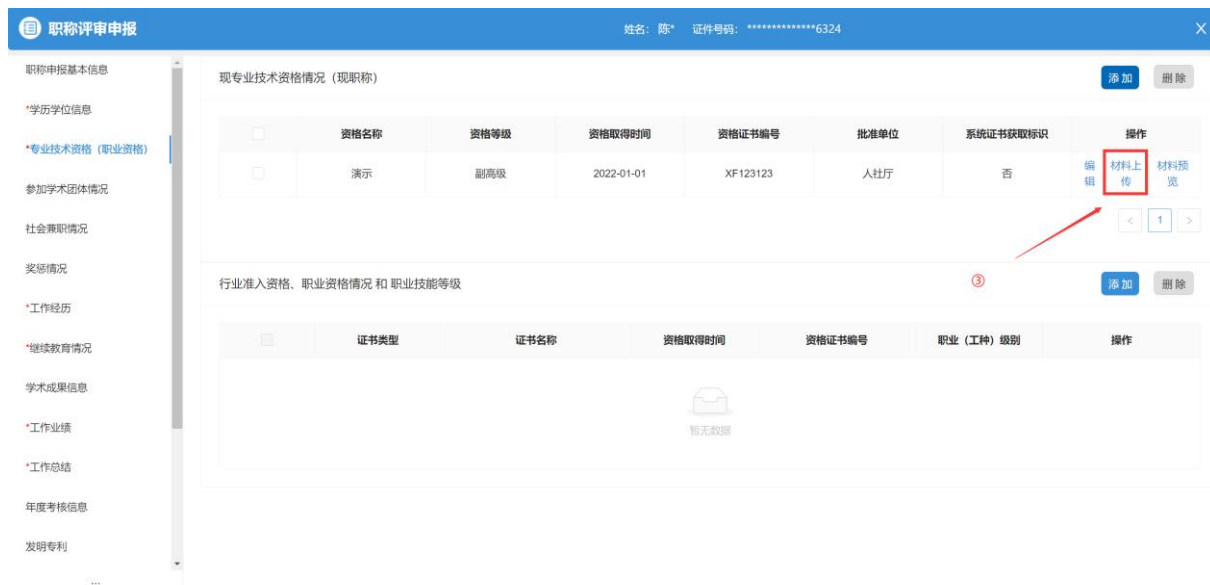 职称评审申报
姓名: 陈* 证件号码: **************6324
X
职称申报基本信息
*学历学位信息
*专业技术资格（职业资格）
参加学术团体情况
社会兼职情况
奖惩情况
*工作经历
*继续教育情况
学术成果信息
*工作业绩
*工作总结
年度考核信息
发明专利
...
现专业技术资格情况（现职称）
添加 删除
资格名称 资格等级 资格取得时间 资格证书编号 批准单位 系统证书获取标识 操作
演示 副高级 2022-01-01 XF123123 人社厅 否 编辑 材料上传 材料预览
< 1 >
③
行业准入资格、职业资格情况 和 职业技能等级
添加 删除
证书类型 证书名称 资格取得时间 资格证书编号 职业（工种）级别 操作
暂无数据